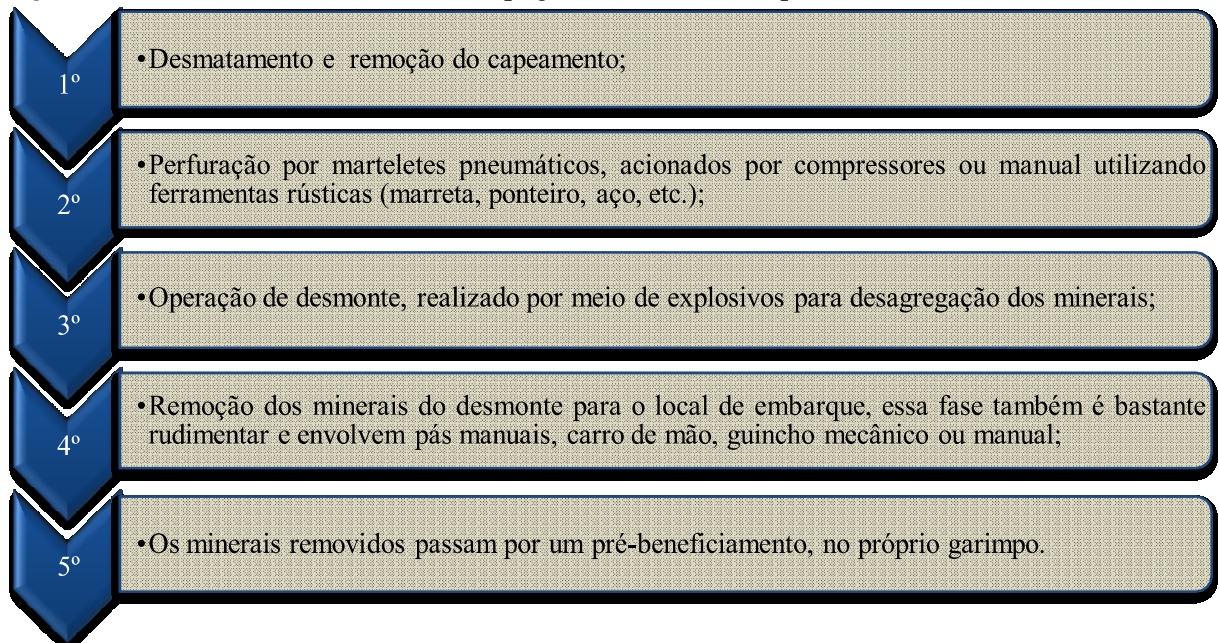 1º
•Desmatamento e remoção do capeamento;
2º
•Perfuração por marteletes pneumáticos, acionados por compressores ou manual utilizando
ferramentas rústicas (marreta, ponteiro, aço, etc.);
3º
•Operação de desmonte, realizado por meio de explosivos para desagregação dos minerais;
4º
•Remoção dos minerais do desmonte para o local de embarque, essa fase também é bastante
rudimentar e envolvem pás manuais, carro de mão, guincho mecânico ou manual;
5º
•Os minerais removidos passam por um pré-beneficiamento, no próprio garimpo.